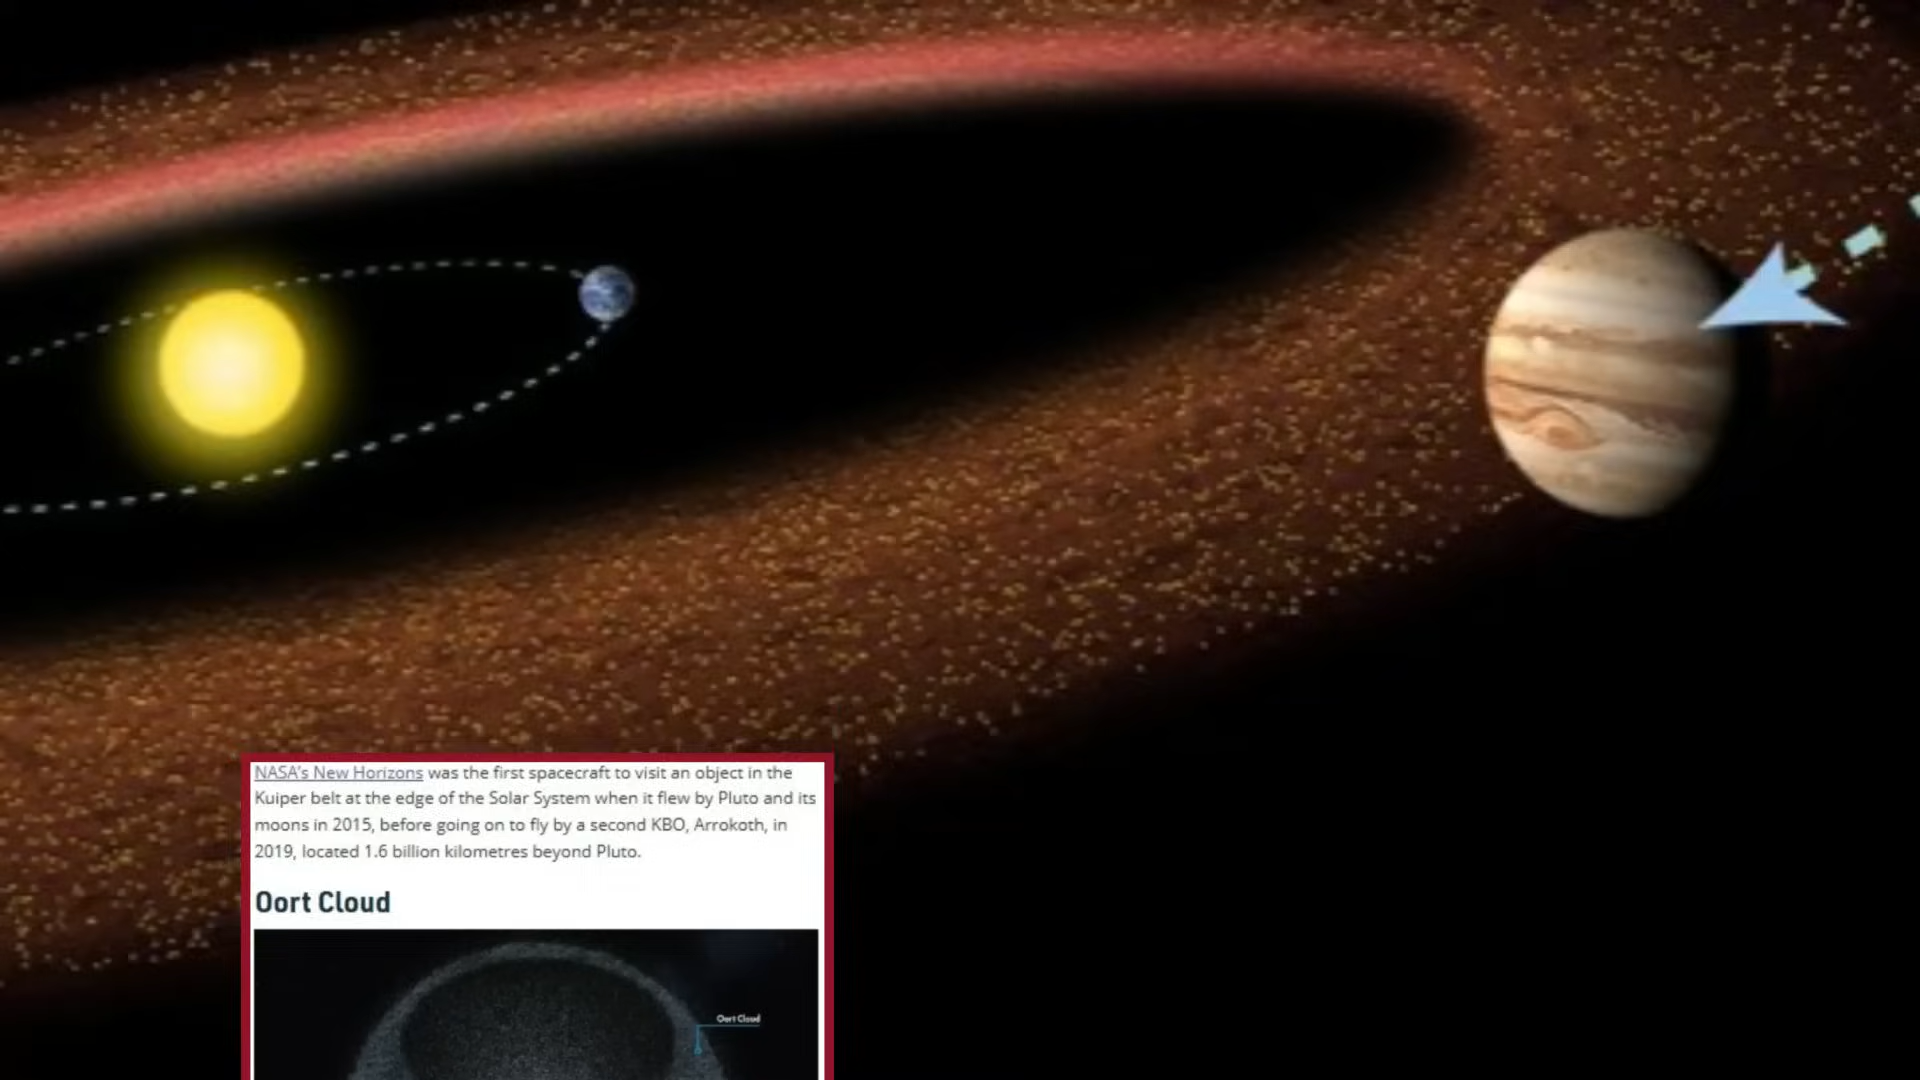 NASA's New Horizons was the first spacecraft to visit an object in the
Kuiper belt at the edge of the Solar System when it flew by Pluto and its
moons in 2015, before going on to fly by a second KBO, Arrokoth, in
2019, located 1.6 billion kilometres beyond Pluto.
Oort Cloud
Oort Cloud